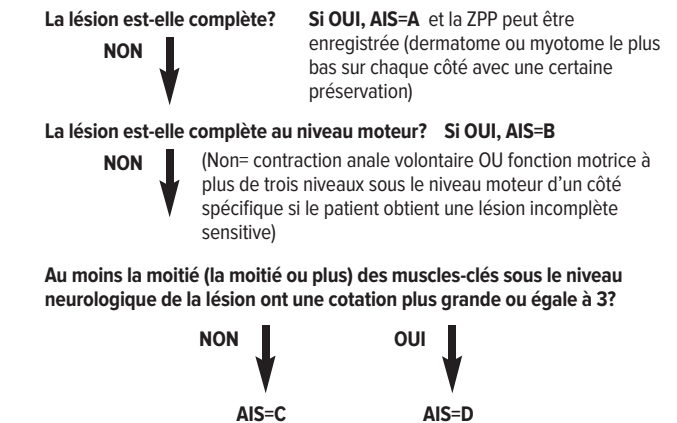 La lésion est-elle complète? Si OUI, AIS=A et la ZPP peut être
NON enregistrée (dermatome ou myotome le plus
bas sur chaque côté avec une certaine
préservation)
La lésion est-elle complète au niveau moteur? Si OUI, AIS=B
NON (Non= contraction anale volontaire OU fonction motrice à
plus de trois niveaux sous le niveau moteur d'un côté
spécifique si le patient obtient une lésion incomplète
sensitive)
Au moins la moitié (la moitié ou plus) des muscles-clés sous le niveau
neurologique de la lésion ont une cotation plus grande ou égale à 3?
NON OUI
AIS=C AIS=D